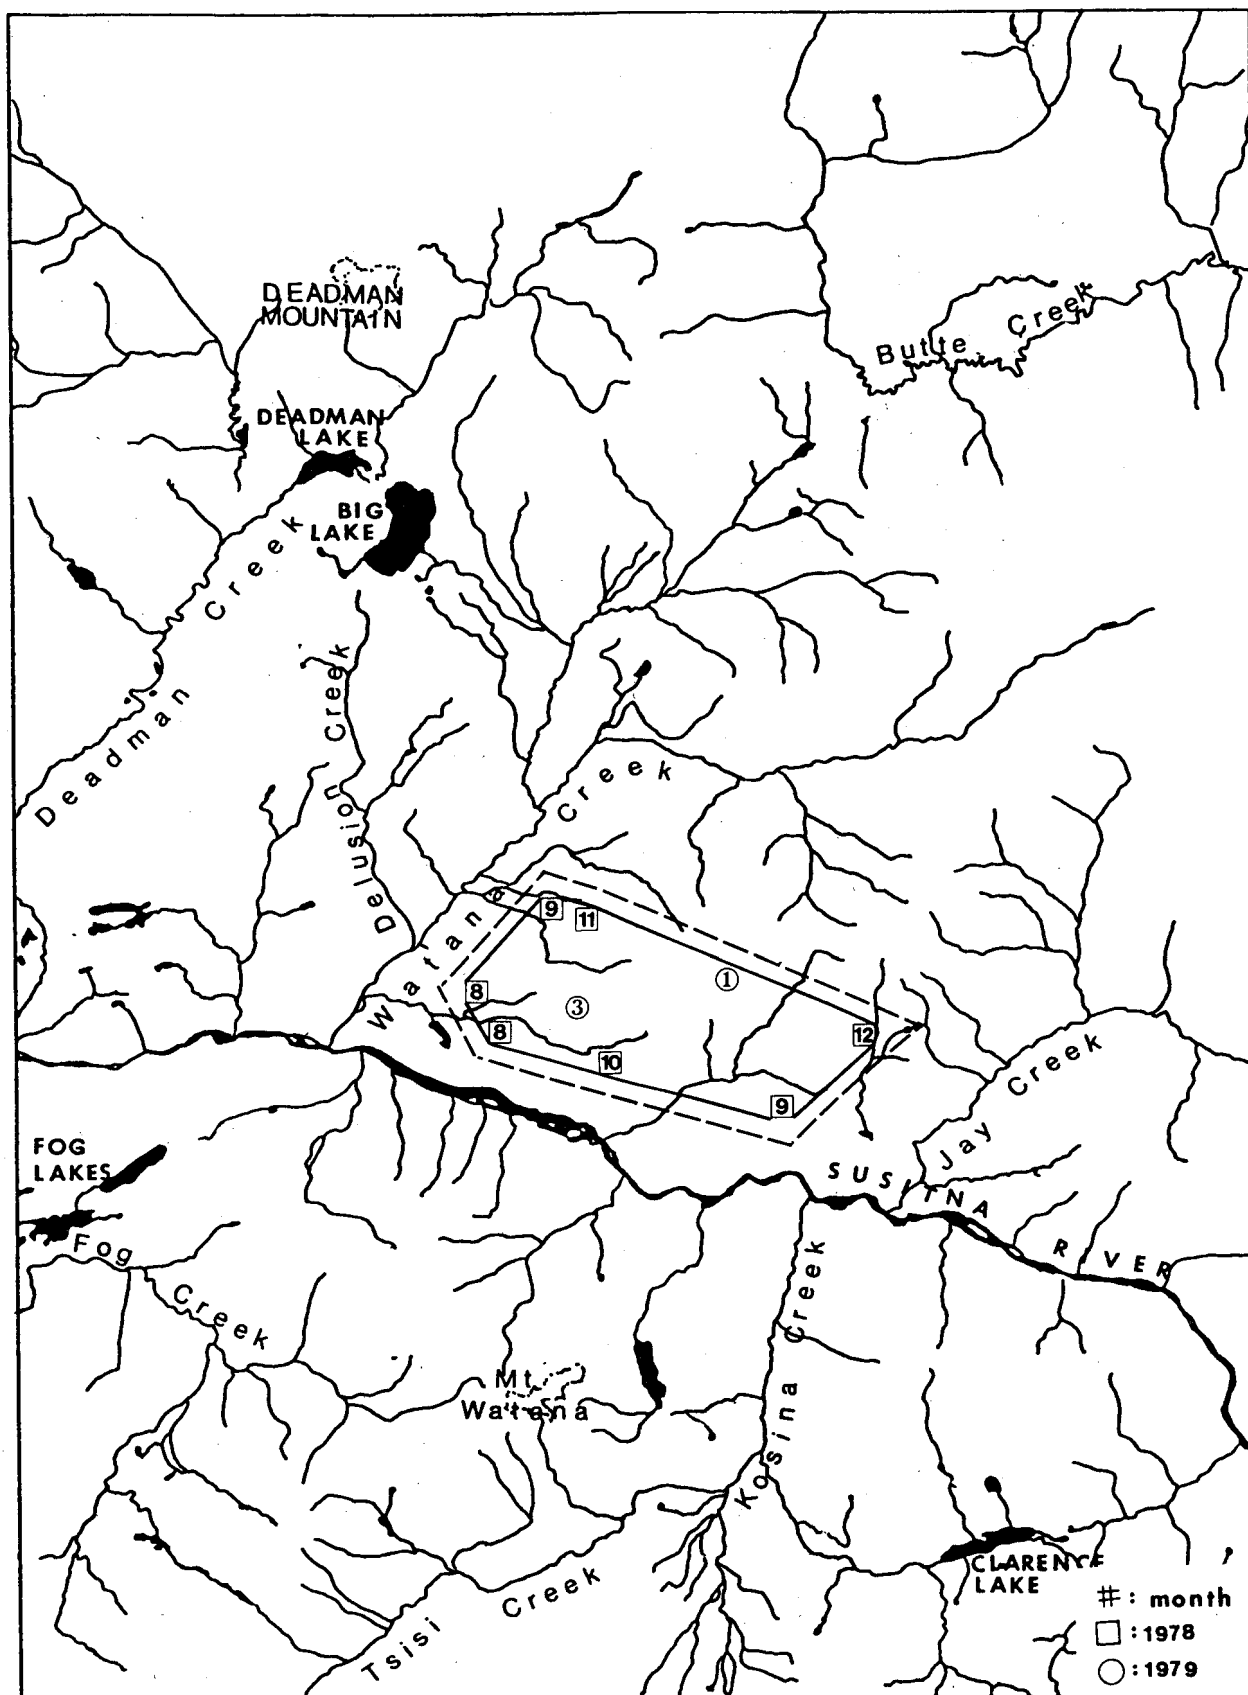 DEADMAN
MOUNTAIN
Butte Creek
DEADMAN
LAKE
BIG
LAKE
Deadman Creek
Delusion Creek
Watana Creek
9
11
8
3
1
8
12
10
9
Jay Creek
FOG
LAKES
SUSITNA RIVER
Fog Creek
Kosina Creek
Mt.
Watana
Tsisi Creek
CLARENCE
LAKE
#: month
□: 1978
○: 1979